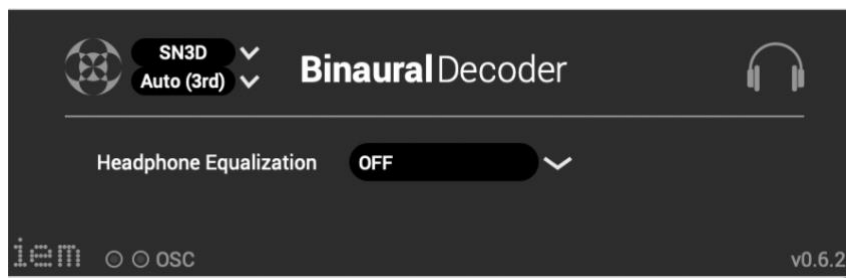 SN3D
Auto (3rd)
BinauralDecoder
Headphone Equalization OFF
iem OSC v0.6.2